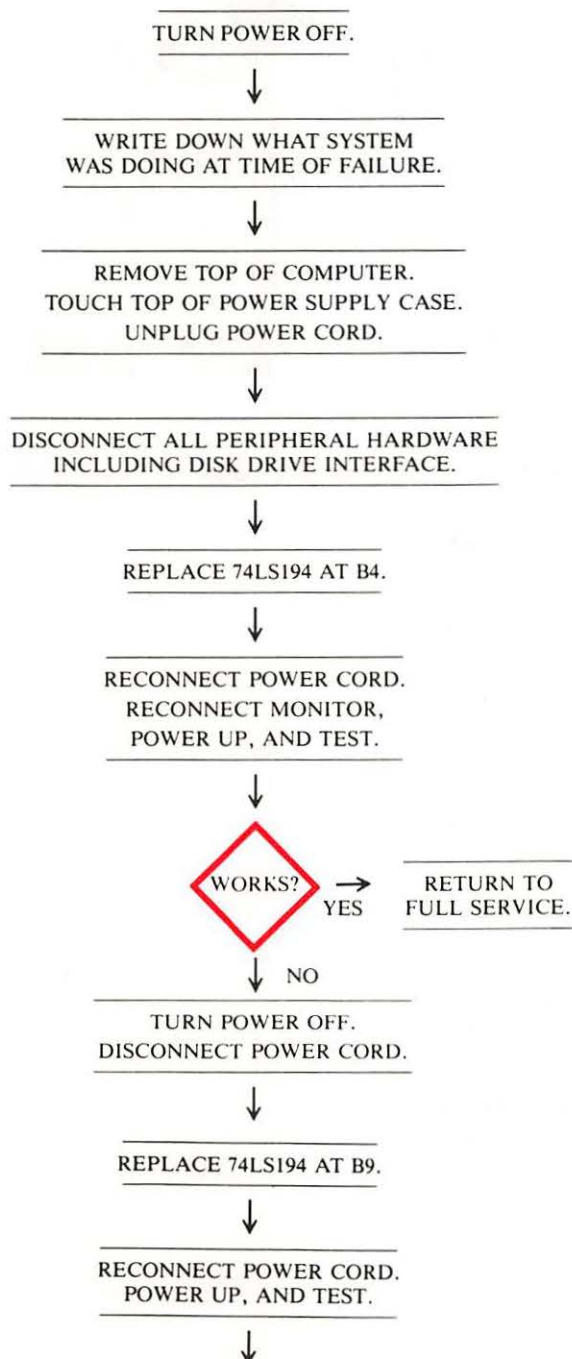 TURN POWER OFF.
WRITE DOWN WHAT SYSTEM
WAS DOING AT TIME OF FAILURE.
REMOVE TOP OF COMPUTER.
TOUCH TOP OF POWER SUPPLY CASE.
UNPLUG POWER CORD.
DISCONNECT ALL PERIPHERAL HARDWARE
INCLUDING DISK DRIVE INTERFACE.
REPLACE 74LS194 AT B4.
RECONNECT POWER CORD.
RECONNECT MONITOR,
POWER UP, AND TEST.
WORKS?
YES
RETURN TO
FULL SERVICE.
NO
TURN POWER OFF.
DISCONNECT POWER CORD.
REPLACE 74LS194 AT B9.
RECONNECT POWER CORD.
POWER UP, AND TEST.